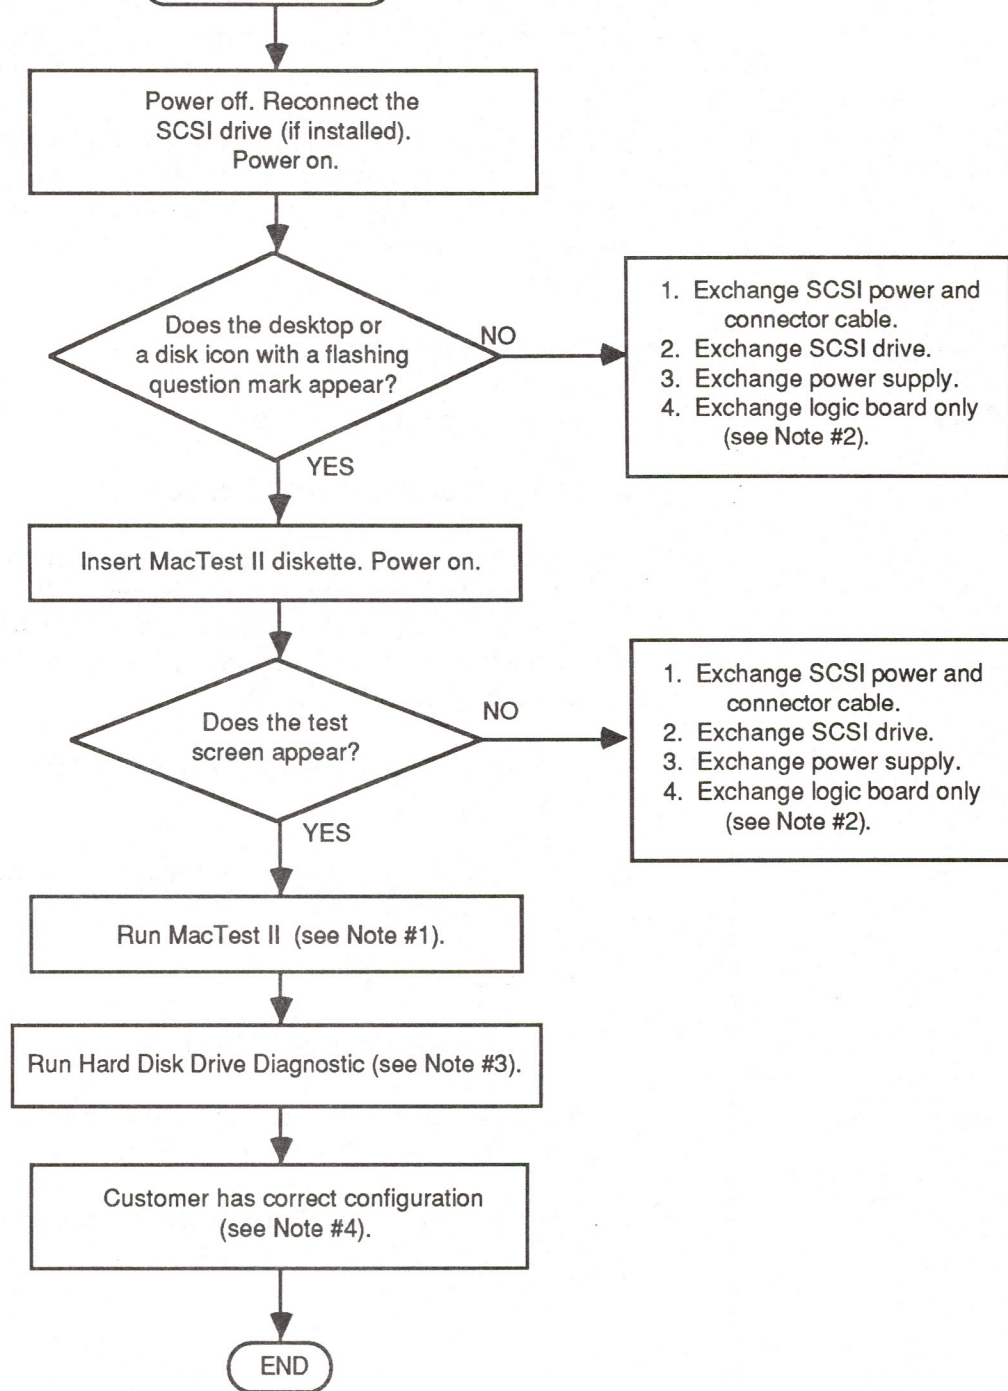 Power off. Reconnect the
SCSI drive (if installed).
Power on.
Does the desktop or
a disk icon with a flashing
question mark appear?
NO
1. Exchange SCSI power and
connector cable.
2. Exchange SCSI drive.
3. Exchange power supply.
4. Exchange logic board only
(see Note #2).
YES
Insert MacTest II diskette. Power on.
Does the test
screen appear?
NO
1. Exchange SCSI power and
connector cable.
2. Exchange SCSI drive.
3. Exchange power supply.
4. Exchange logic board only
(see Note #2).
YES
Run MacTest II (see Note #1).
Run Hard Disk Drive Diagnostic (see Note #3).
Customer has correct configuration
(see Note #4).
END